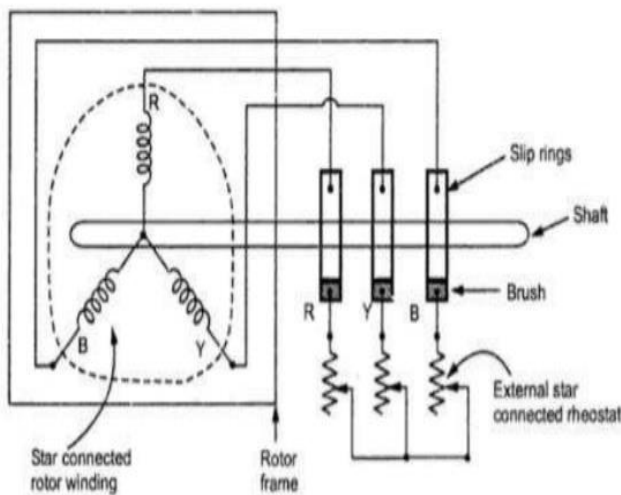 R
Slip rings
Shaft
Brush
R Y B
B Y
External star
connected rheostat
Star connected
rotor winding
Rotor
frame